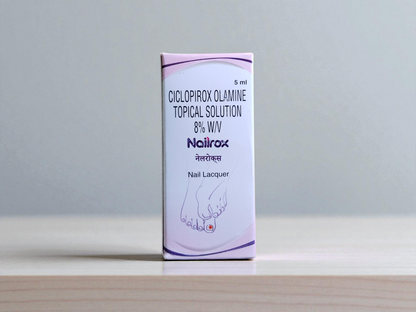 5 ml
CICLOPIROX OLAMINE
TOPICAL SOLUTION
8% W/V
Nailrox
नेलरोक्स
Nail Lacquer